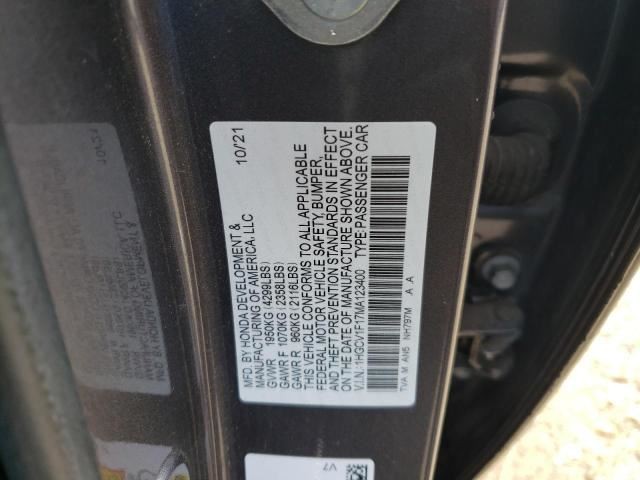 10/21
MFD. BY HONDA DEVELOPMENT &
MANUFACTURING OF AMERICA, LLC
GVWR 1950KG (4299LBS)
GAWR F 1070KG (2358LBS)
GAWR R 960KG (2116LBS)
THIS VEHICLE CONFORMS TO ALL APPLICABLE
FEDERAL MOTOR VEHICLE SAFETY, BUMPER,
AND THEFT PREVENTION STANDARDS IN EFFECT
ON THE DATE OF MANUFACTURE SHOWN ABOVE.
V.I.N.: 1HGCV1F17MA123400 TYPE: PASSENGER CAR
TVA M AN5 NH797M A A
V7